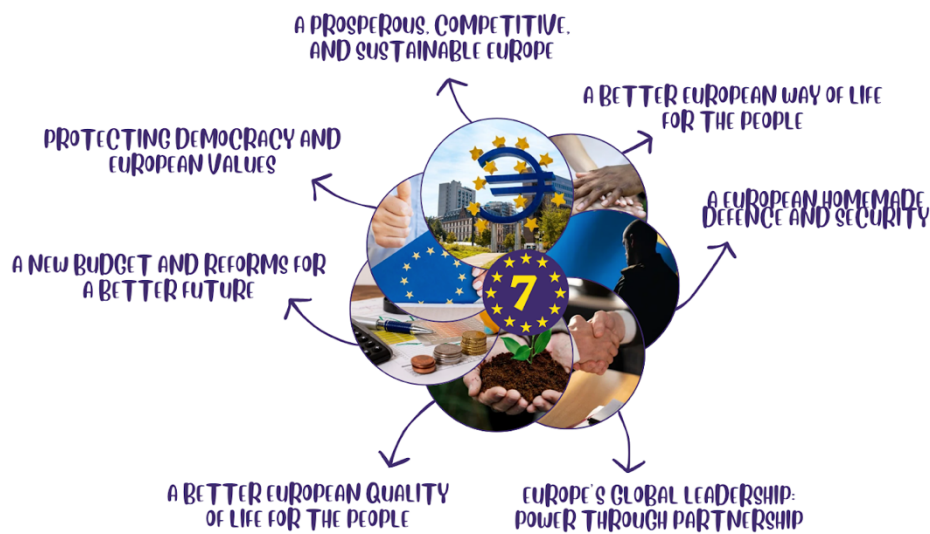 A PROSPEROUS, COMPETITIVE,
AND SUSTAINABLE EUROPE
A BETTER EUROPEAN WAY OF LIFE
FOR THE PEOPLE
A EUROPEAN HOMEMADE
DEFENCE AND SECURITY
EUROPE'S GLOBAL LEADERSHIP:
POWER THROUGH PARTNERSHIP
A BETTER EUROPEAN QUALITY
OF LIFE FOR THE PEOPLE
A NEW BUDGET AND REFORMS FOR
A BETTER FUTURE
PROTECTING DEMOCRACY AND
EUROPEAN VALUES
7